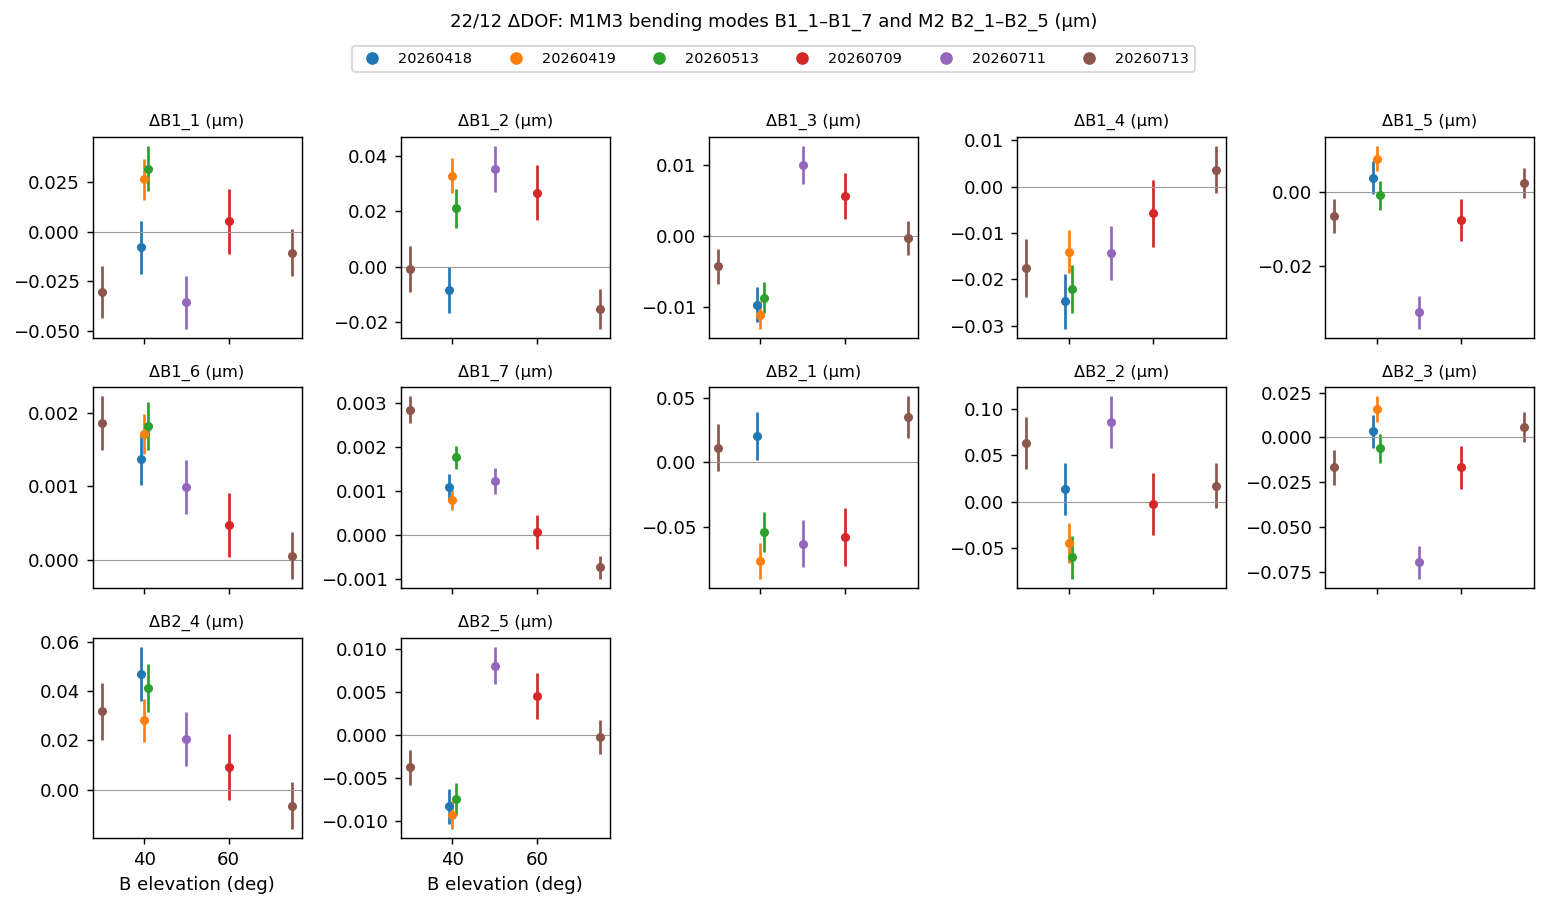 22/12 ΔDOF: M1M3 bending modes B1_1–B1_7 and M2 B2_1–B2_5 (μm)
20260418 20260419 20260513 20260709 20260711 20260713
ΔB1_1 (μm) ΔB1_2 (μm) ΔB1_3 (μm) ΔB1_4 (μm) ΔB1_5 (μm)
0.025 0.000 −0.025 −0.050
0.04 0.02 0.00 −0.02
0.01 0.00 −0.01
0.01 0.00 −0.01 −0.02 −0.03
0.00 −0.02
ΔB1_6 (μm) ΔB1_7 (μm) ΔB2_1 (μm) ΔB2_2 (μm) ΔB2_3 (μm)
0.002 0.001 0.000
0.003 0.002 0.001 0.000 −0.001
0.05 0.00 −0.05
0.10 0.05 0.00 −0.05
0.025 0.000 −0.025 −0.050 −0.075
ΔB2_4 (μm) ΔB2_5 (μm)
0.06 0.04 0.02 0.00
0.010 0.005 0.000 −0.005 −0.010
40 60 40 60
B elevation (deg) B elevation (deg)